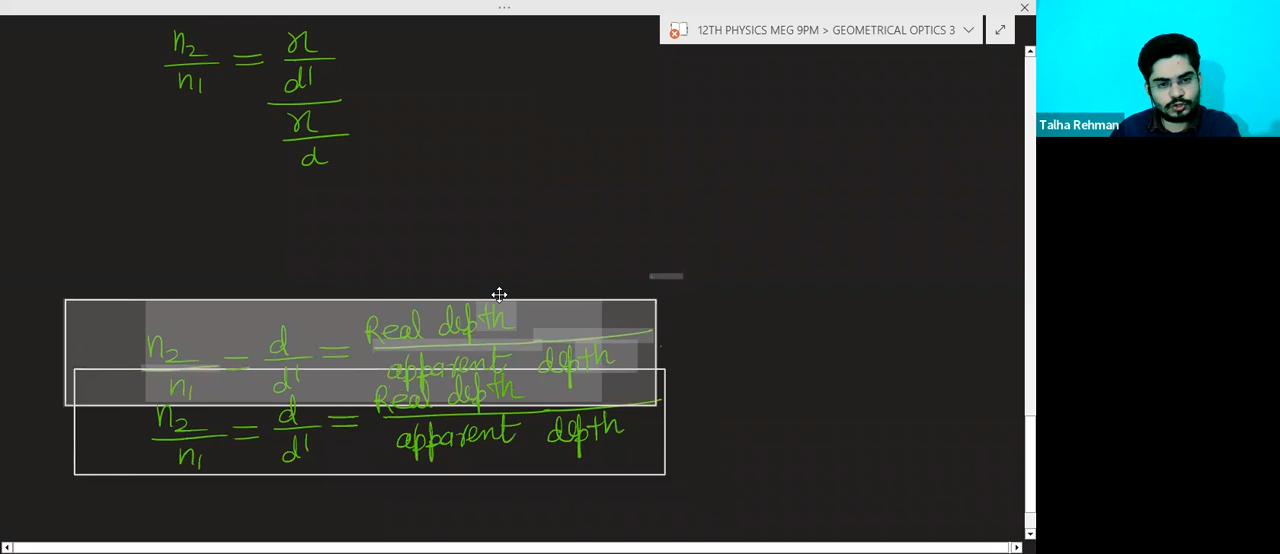 12TH PHYSICS MEG 9PM > GEOMETRICAL OPTICS 3
Talha Rehman
n2/n1 = (x/d')/(x/d)
n2/n1 = d/d' = Real depth/apparent depth
n2/n1 = d/d' = Real depth/apparent depth